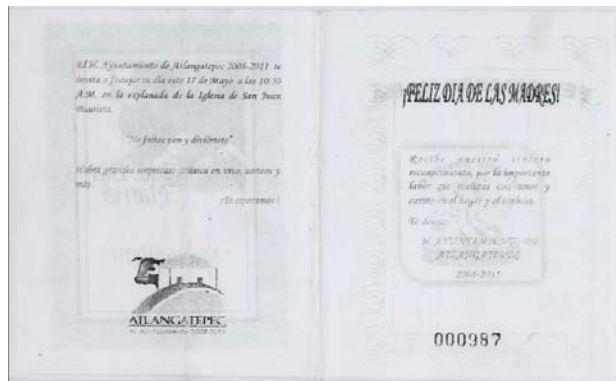 El H. Ayuntamiento de Atlangatepec 2008-2011 te
invita a festejar tu día este 17 de Mayo a las 10:30
A.M. en la explanada de la Iglesia de San Juan
Bautista.
"No faltes ven y diviértete"
Habrá grandes sorpresas: música en vivo, sorteos y
más.
¡Te esperamos!
ATLANGATEPEC
H. Ayuntamiento 2008-2011
¡FELIZ DIA DE LAS MADRES!
Recibe nuestro sincero
reconocimiento, por la importante
labor que realizas con amor y
cariño en el hogar y el
Te desea:
H. AYUNTAMIENTO DE
ATLANGATEPEC
2008-2011
000987